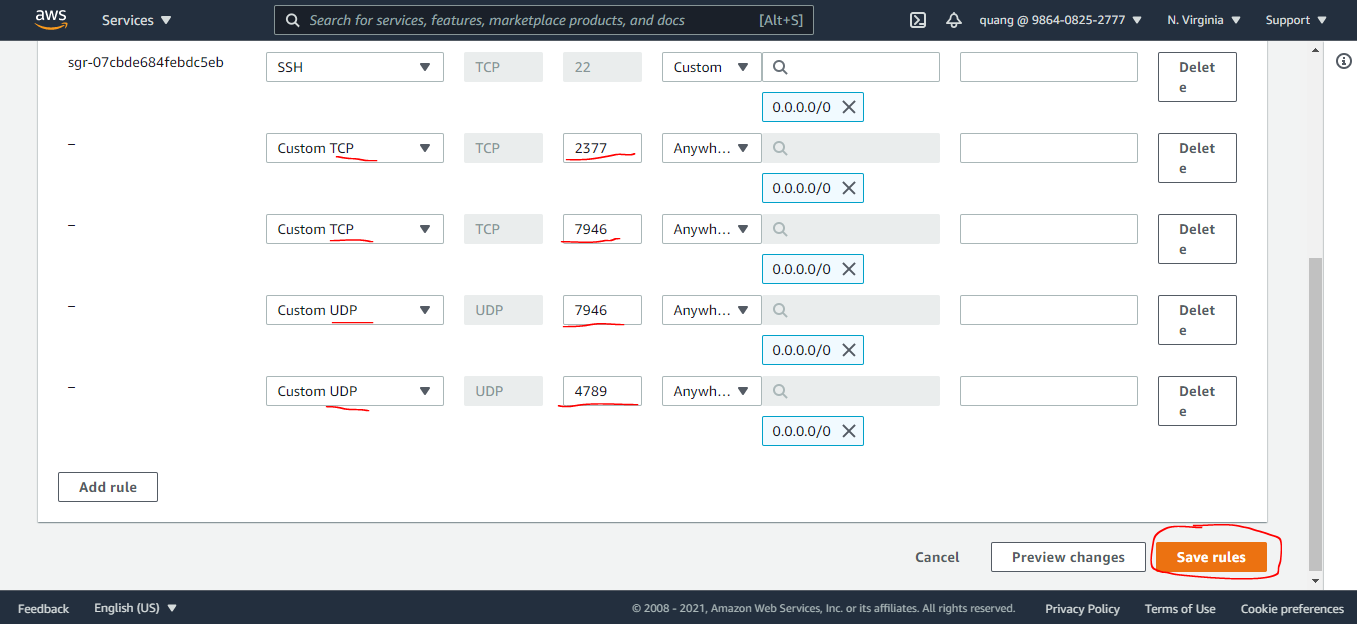 aws Services Search for services, features, marketplace products, and docs [Alt+S] quang @ 9864-0825-2777 N. Virginia Support
sgr-07cbde684febdc5eb SSH TCP 22 Custom Delet
e
0.0.0.0/0
– Custom TCP TCP 2377 Anywh... Delet
e
0.0.0.0/0
– Custom TCP TCP 7946 Anywh... Delet
e
0.0.0.0/0
– Custom UDP UDP 7946 Anywh... Delet
e
0.0.0.0/0
– Custom UDP UDP 4789 Anywh... Delet
e
0.0.0.0/0
Add rule
Cancel Preview changes Save rules
Feedback English (US) © 2008 - 2021, Amazon Web Services, Inc. or its affiliates. All rights reserved. Privacy Policy Terms of Use Cookie preferences